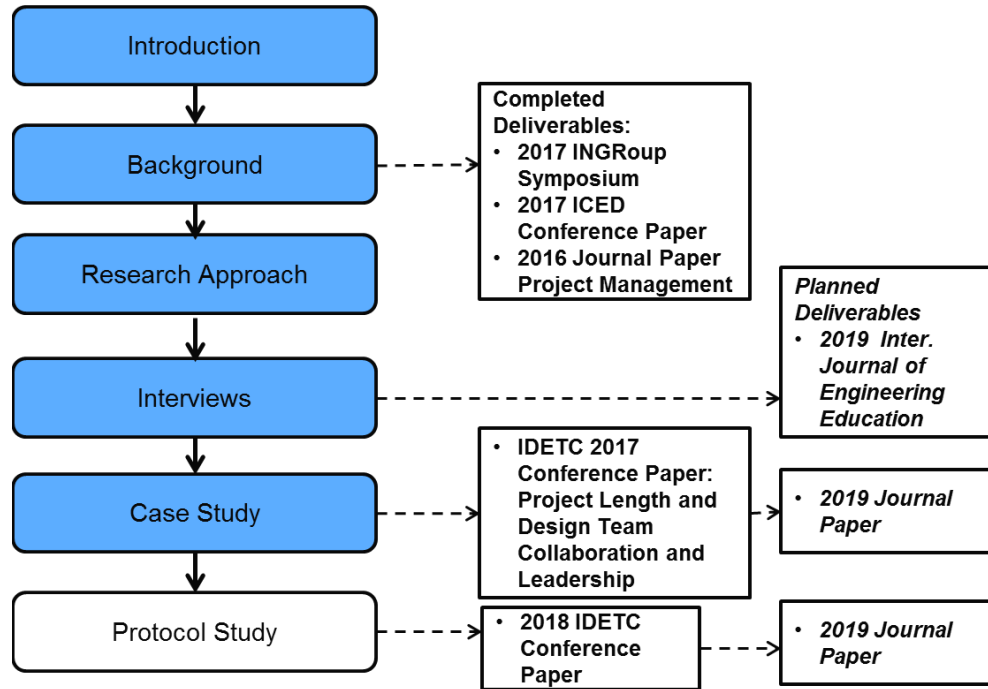 Introduction
Background
Research Approach
Interviews
Case Study
Protocol Study
Completed
Deliverables:
• 2017 INGRoup
Symposium
• 2017 ICED
Conference Paper
• 2016 Journal Paper
Project Management
Planned
Deliverables
• 2019 Inter.
Journal of
Engineering
Education
• IDETC 2017
Conference Paper:
Project Length and
Design Team
Collaboration and
Leadership
• 2019 Journal
Paper
• 2018 IDETC
Conference
Paper
• 2019 Journal
Paper